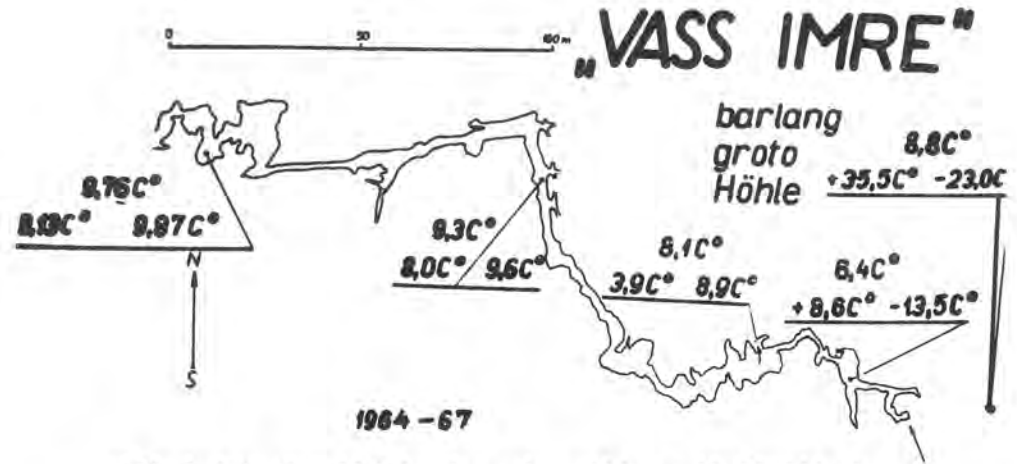 0 50 100 m
„VASS IMRE"
barlang
groto
Höhle
8,8C°
+35,5C° -23,0C
9,76C°
9,87C°
N
S
9,3C°
8,0C° 9,6C°
8,1C°
3,9C° 8,9C°
6,4C°
+8,6C° -13,5C°
1964-67